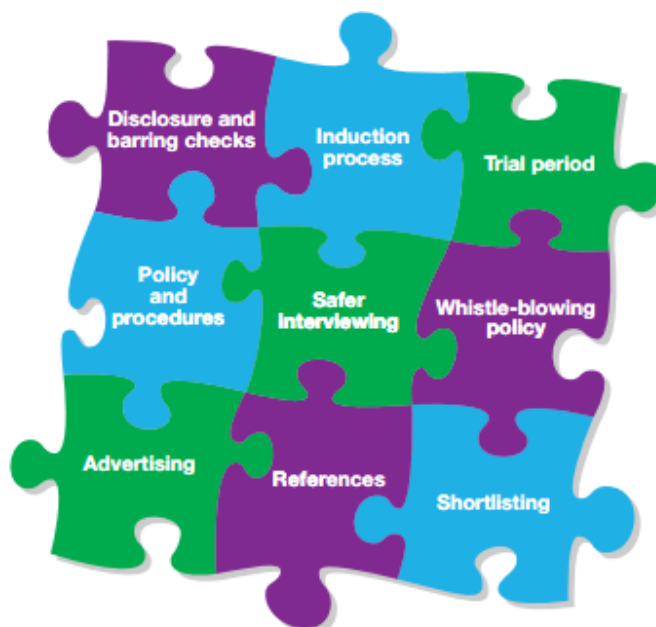 Disclosure and
barring checks
Induction
process
Trial period
Policy
and
procedures
Safer
interviewing
Whistle-blowing
policy
Advertising
References
Shortlisting